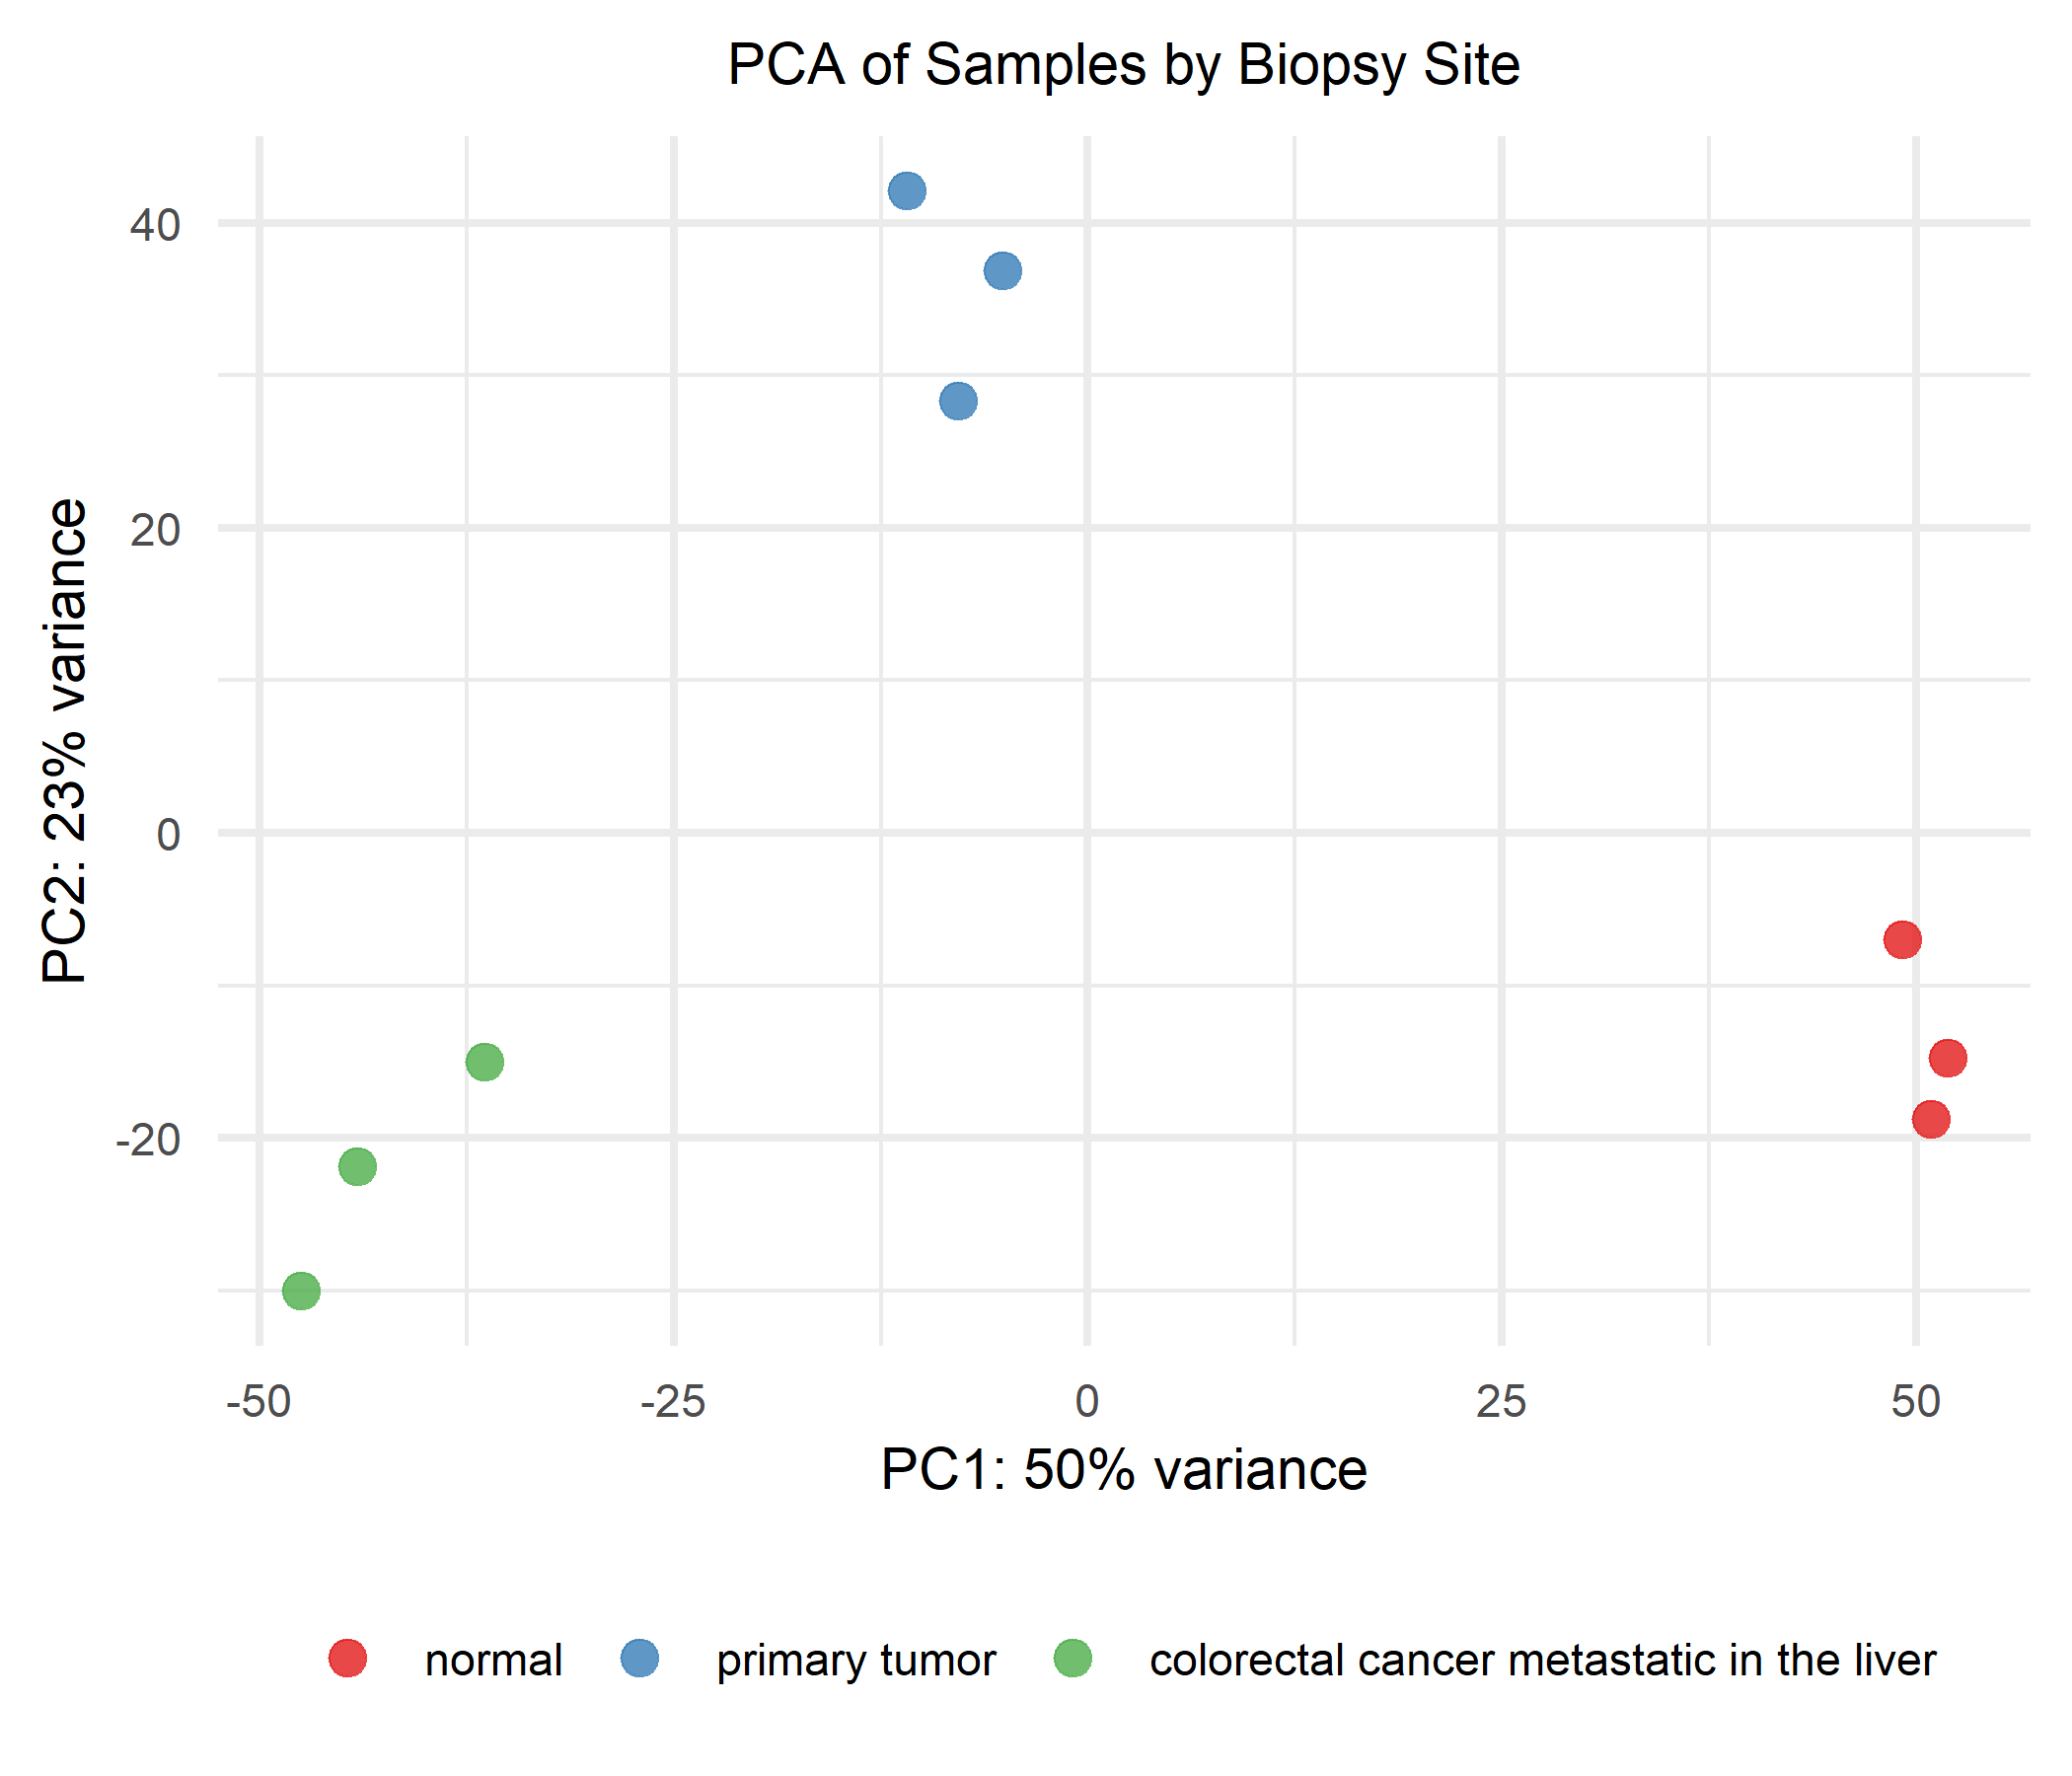 PCA of Samples by Biopsy Site
40
20
0
-20
PC2: 23% variance
-50 -25 0 25 50
PC1: 50% variance
normal primary tumor colorectal cancer metastatic in the liver